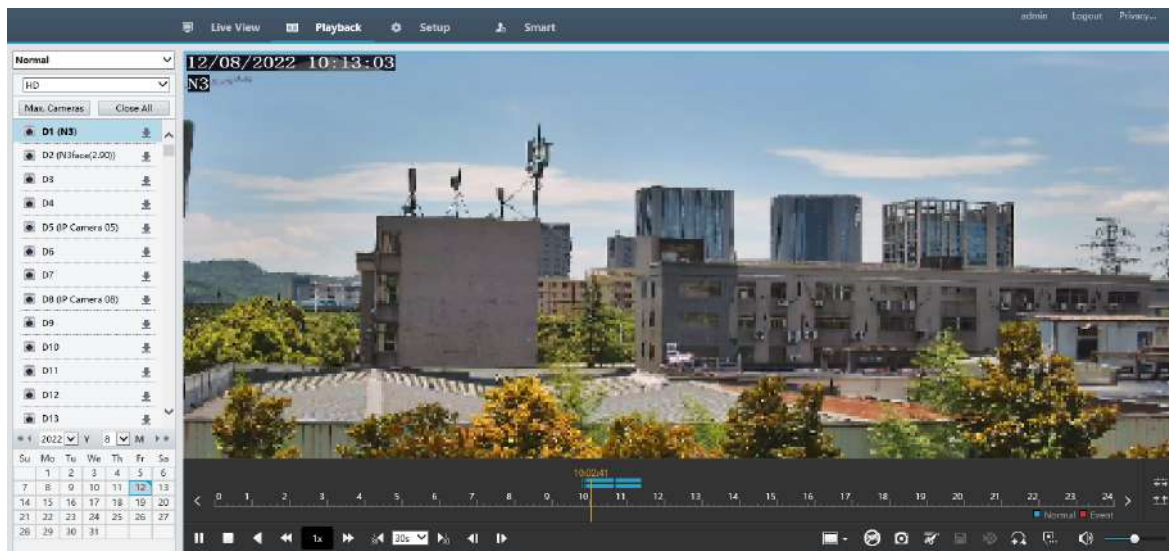 admin Logout Privacy...
Live View Playback Setup Smart
Normal
HD
Max. Cameras Close All
D1 (N3)
D2 (N3face(2.90))
D3
D4
D5 (IP Camera 05)
D6
D7
D8 (IP Camera 08)
D9
D10
D11
D12
D13
2022 Y 8 M
Su Mo Tu We Th Fr Sa
1 2 3 4 5 6
7 8 9 10 11 12 13
14 15 16 17 18 19 20
21 22 23 24 25 26 27
28 29 30 31
12/08/2022 10:13:03
N3
10:02:41
0 1 2 3 4 5 6 7 8 9 10 11 12 13 14 15 16 17 18 19 20 21 22 23 24
Normal Event
1x 30s